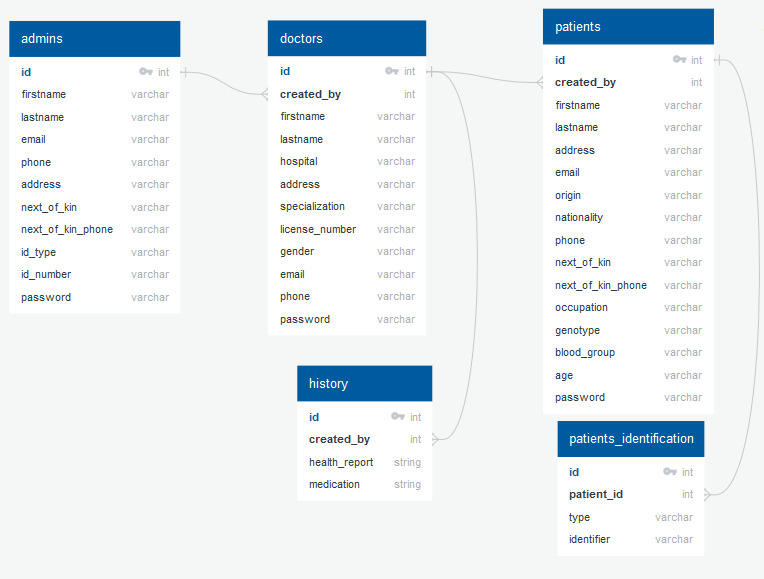 admins
id int
firstname varchar
lastname varchar
email varchar
phone varchar
address varchar
next_of_kin varchar
next_of_kin_phone varchar
id_type varchar
id_number varchar
password varchar
doctors
id int
created_by int
firstname varchar
lastname varchar
hospital varchar
address varchar
specialization varchar
license_number varchar
gender varchar
email varchar
phone varchar
password varchar
patients
id int
created_by int
firstname varchar
lastname varchar
address varchar
email varchar
origin varchar
nationality varchar
phone varchar
next_of_kin varchar
next_of_kin_phone varchar
occupation varchar
genotype varchar
blood_group varchar
age varchar
password varchar
history
id int
created_by int
health_report string
medication string
patients_identification
id int
patient_id int
type varchar
identifier varchar